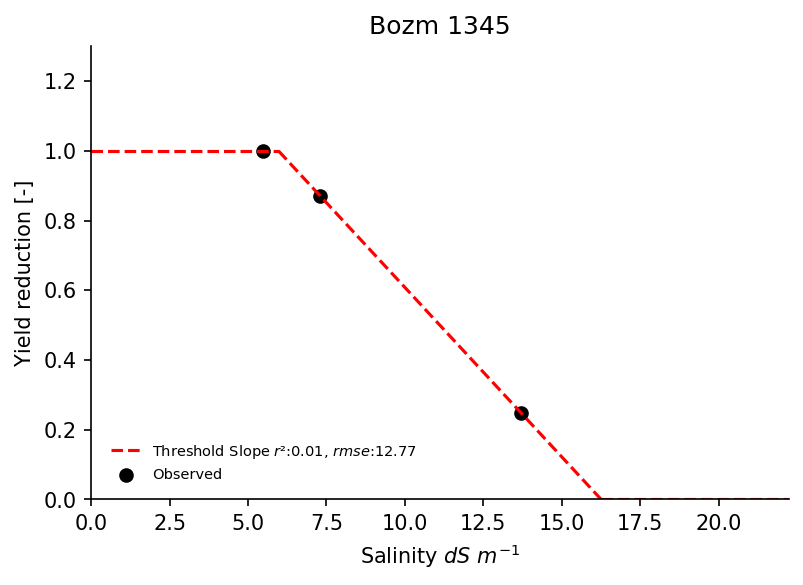 Bozm 1345
Yield reduction [-]
1.2
1.0
0.8
0.6
0.4
0.2
0.0
Threshold Slope r²:0.01, rmse:12.77
Observed
0.0 2.5 5.0 7.5 10.0 12.5 15.0 17.5 20.0
Salinity dS m⁻¹